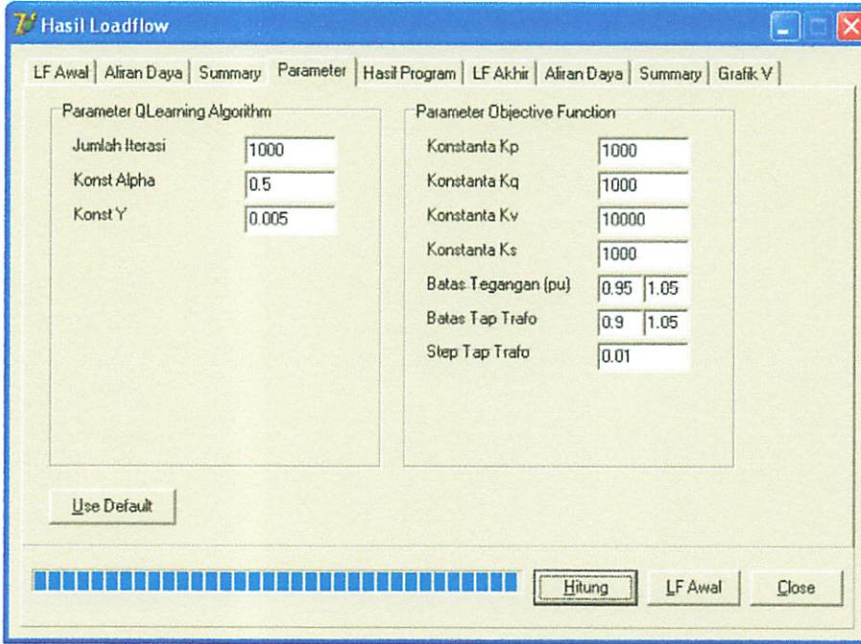 Hasil Loadflow
LF Awal Aliran Daya Summary Parameter Hasil Program LF Akhir Aliran Daya Summary Grafik V
Parameter QLearning Algorithm
Jumlah Iterasi 1000
Konst Alpha 0.5
Konst Y 0.005
Parameter Objective Function
Konstanta Kp 1000
Konstanta Kq 1000
Konstanta Kv 10000
Konstanta Ks 1000
Batas Tegangan (pu) 0.95 1.05
Batas Tap Trafo 0.9 1.05
Step Tap Trafo 0.01
Use Default
Hitung LF Awal Close